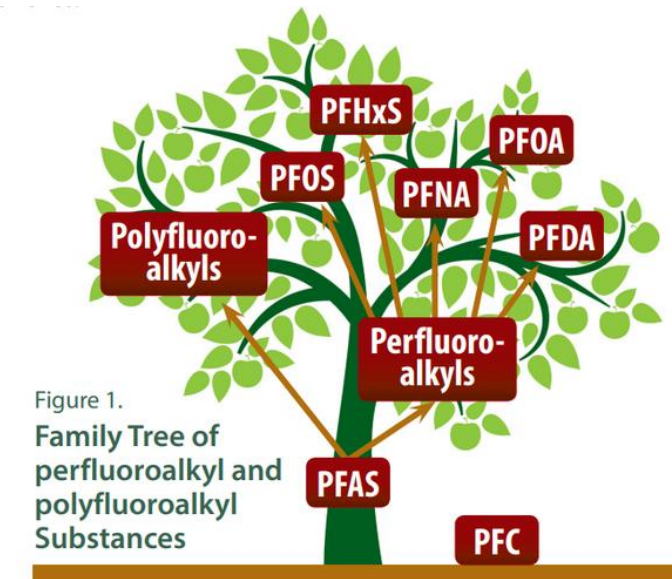 PFHxS
PFOA
PFOS
PFNA
Polyfluoro-
alkyls
PFDA
Perfluoro-
alkyls
Figure 1.
Family Tree of
perfluoroalkyl and
polyfluoroalkyl
Substances
PFAS
PFC